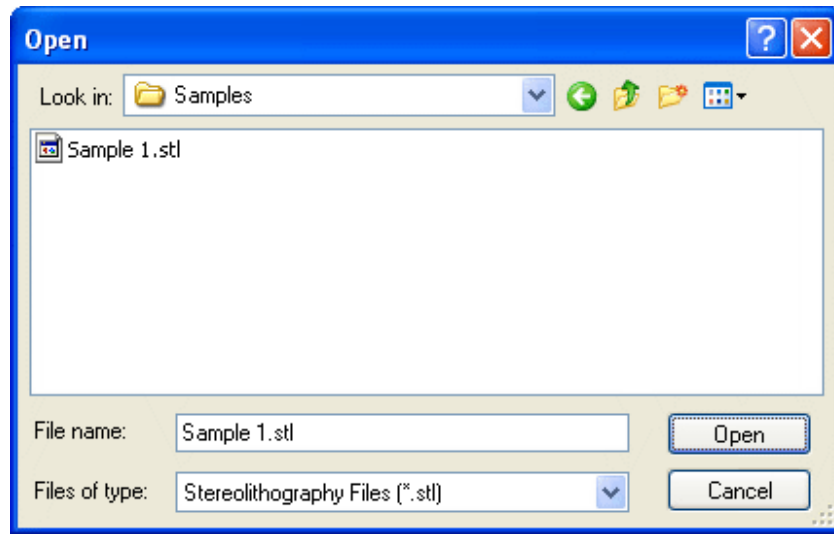 Open
Look in: Samples
Sample 1.stl
File name: Sample 1.stl Open
Files of type: Stereolithography Files (*.stl) Cancel